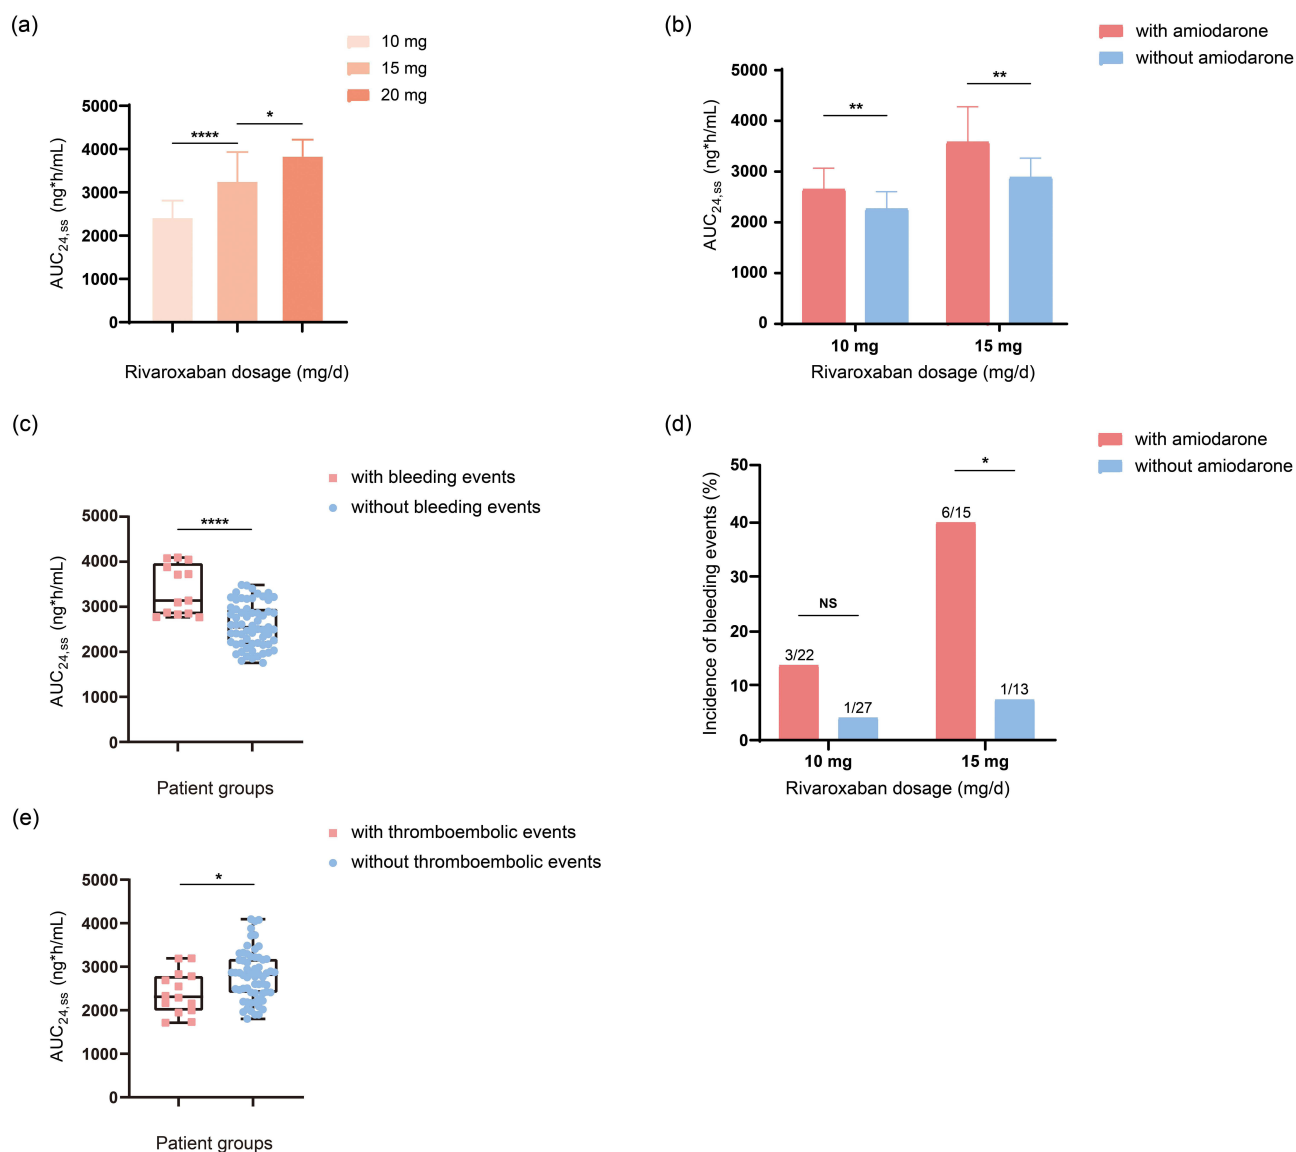 (a)
10 mg
15 mg
20 mg
5000
4000
3000
2000
1000
0
AUC24,ss (ng*h/mL)
****
*
Rivaroxaban dosage (mg/d)
(b)
with amiodarone
without amiodarone
5000
4000
3000
2000
1000
0
AUC24,ss (ng*h/mL)
**
**
10 mg
15 mg
Rivaroxaban dosage (mg/d)
(c)
with bleeding events
without bleeding events
5000
4000
3000
2000
1000
0
AUC24,ss (ng*h/mL)
****
Patient groups
(d)
with amiodarone
without amiodarone
50
40
30
20
10
0
Incidence of bleeding events (%)
NS
*
3/22
1/27
6/15
1/13
10 mg
15 mg
Rivaroxaban dosage (mg/d)
(e)
with thromboembolic events
without thromboembolic events
5000
4000
3000
2000
1000
0
AUC24,ss (ng*h/mL)
*
Patient groups